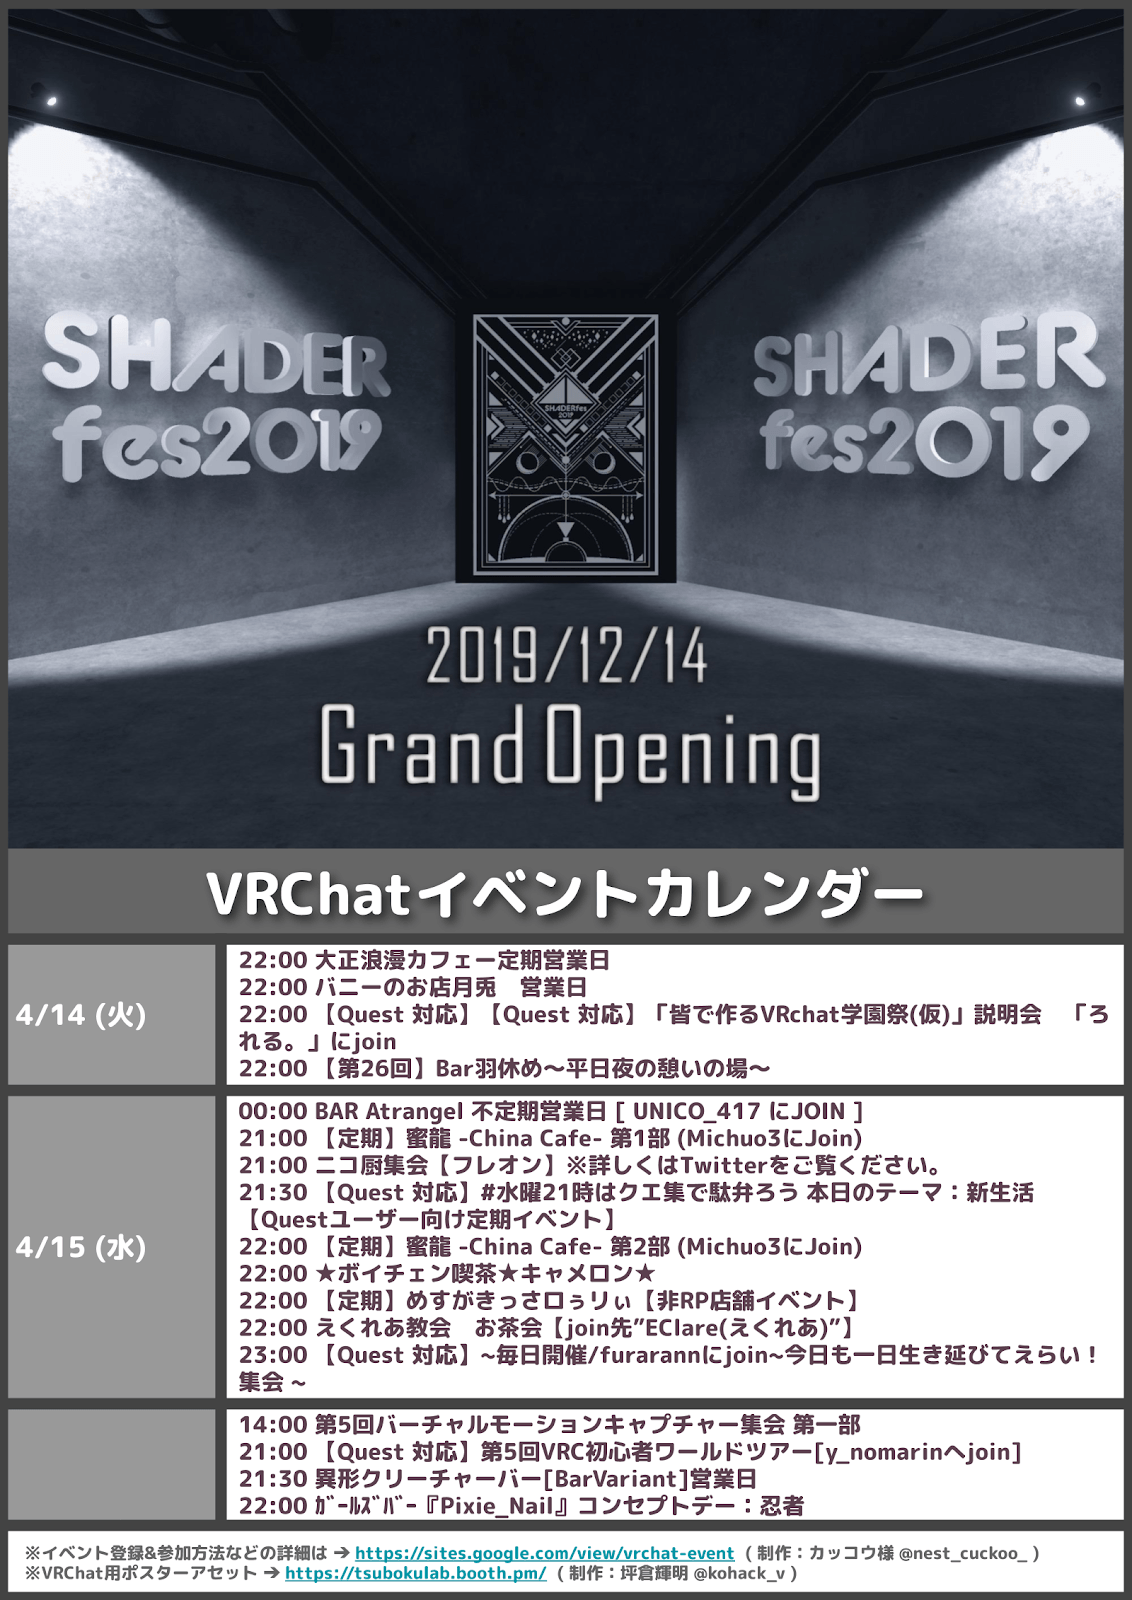 SHADER
fes2019
SHADER
fes2019
SHADERfes
2019
2019/12/14
Grand Opening
VRChatイベントカレンダー
4/14 (火)
22:00 大正浪漫カフェー定期営業日
22:00 バニーのお店月兎　営業日
22:00 【Quest 対応】【Quest 対応】「皆で作るVRchat学園祭(仮)」説明会　「ろ
れる。」にjoin
22:00 【第26回】Bar羽休め～平日夜の憩いの場～
4/15 (水)
00:00 BAR Atrangel 不定期営業日 [ UNICO_417 にJOIN ]
21:00 【定期】蜜龍 -China Cafe- 第1部 (Michuo3にJoin)
21:00 ニコ厨集会【フレオン】※詳しくはTwitterをご覧ください。
21:30 【Quest 対応】#水曜21時はクエ集で駄弁ろう 本日のテーマ：新生活
【Questユーザー向け定期イベント】
22:00 【定期】蜜龍 -China Cafe- 第2部 (Michuo3にJoin)
22:00 ★ボイチェン喫茶★キャメロン★
22:00 【定期】めすがきっさロぅリぃ【非RP店舗イベント】
22:00 えくれあ教会　お茶会【join先”EClare(えくれあ)”】
23:00 【Quest 対応】~毎日開催/furarannにjoin~今日も一日生き延びてえらい！
集会 ~
14:00 第5回バーチャルモーションキャプチャー集会 第一部
21:00 【Quest 対応】第5回VRC初心者ワールドツアー[y_nomarinへjoin]
21:30 異形クリーチャーバー[BarVariant]営業日
22:00 ｶﾞｰﾙｽﾞﾊﾞｰ『Pixie_Nail』コンセプトデー：忍者
※イベント登録&参加方法などの詳細は ➔ https://sites.google.com/view/vrchat-event （ 制作：カッコウ様 @nest_cuckoo_ ）
※VRChat用ポスターアセット ➔ https://tsubokulab.booth.pm/ （ 制作：坪倉輝明 @kohack_v ）